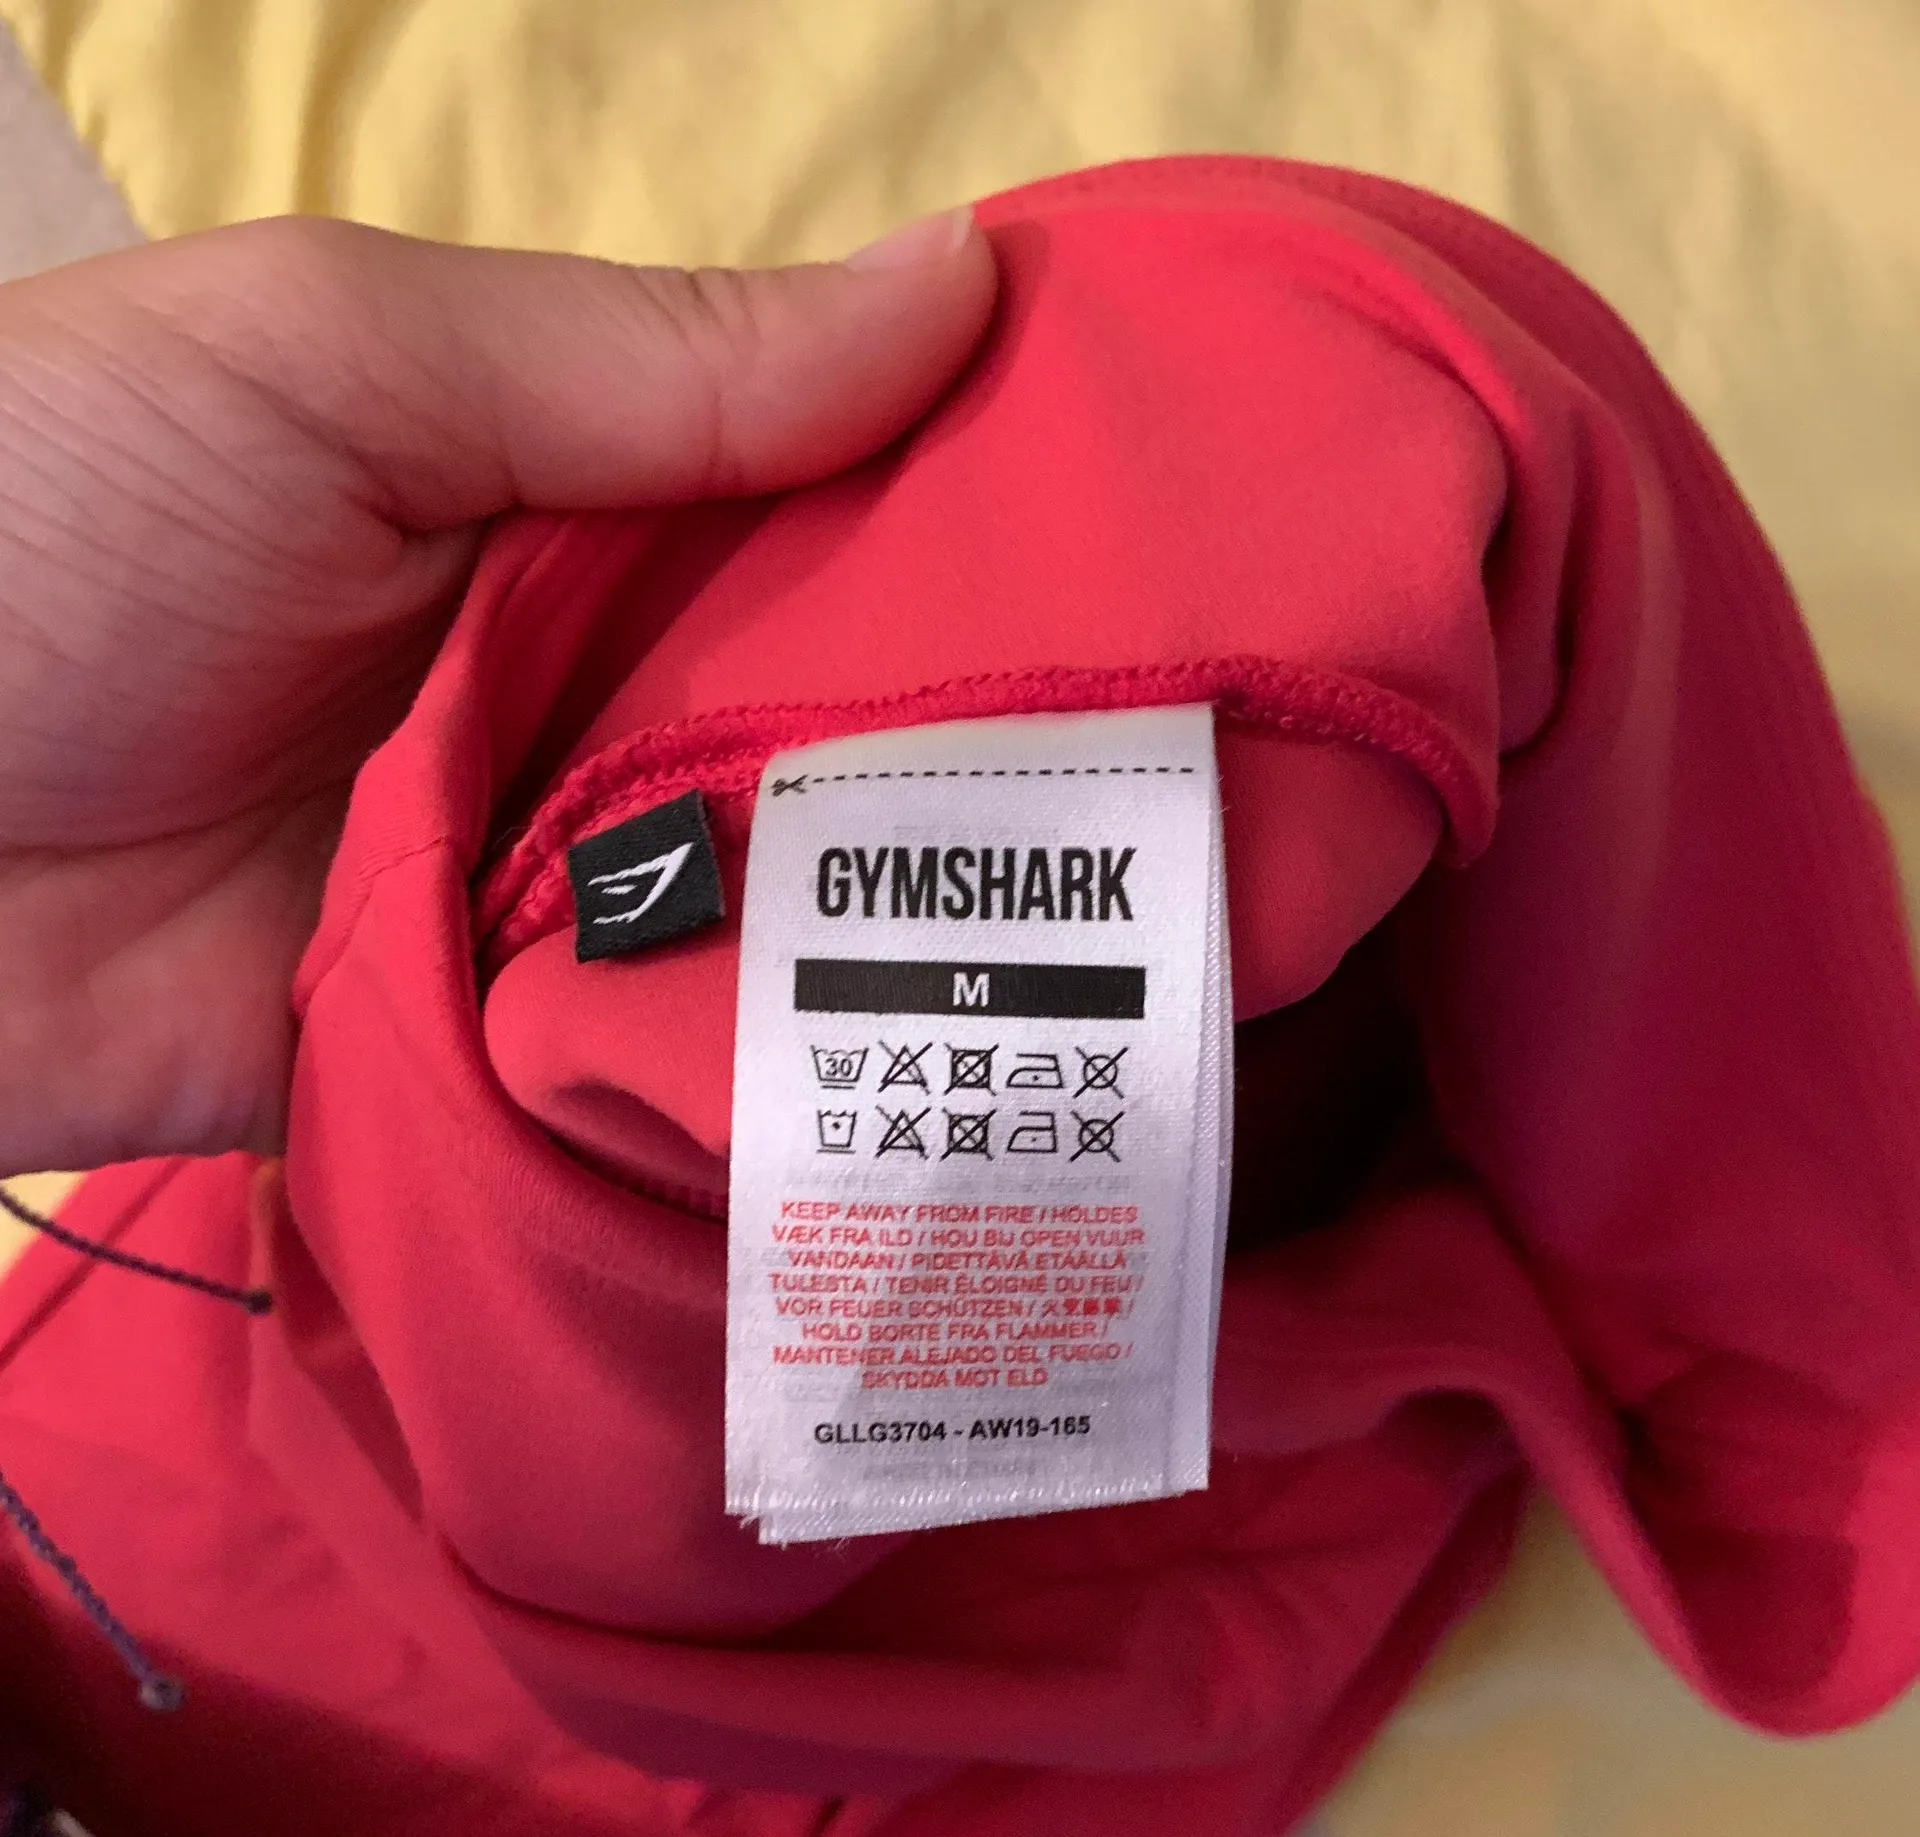 GYMSHARK
M
30
KEEP AWAY FROM FIRE / HOLDES
VÆK FRA ILD / HOU BIJ OPEN VUUR
VANDAAN / PIDETTÄVÄ ETÄÄLLÄ
TULESTA / TENIR ÉLOIGNÉ DU FEU /
VOR FEUER SCHÜTZEN / 火
HOLD BORTE FRA FLAMMER /
MANTENER ALEJADO DEL FUEGO /
SKYDDA MOT ELD
GLLG3704 - AW19-165